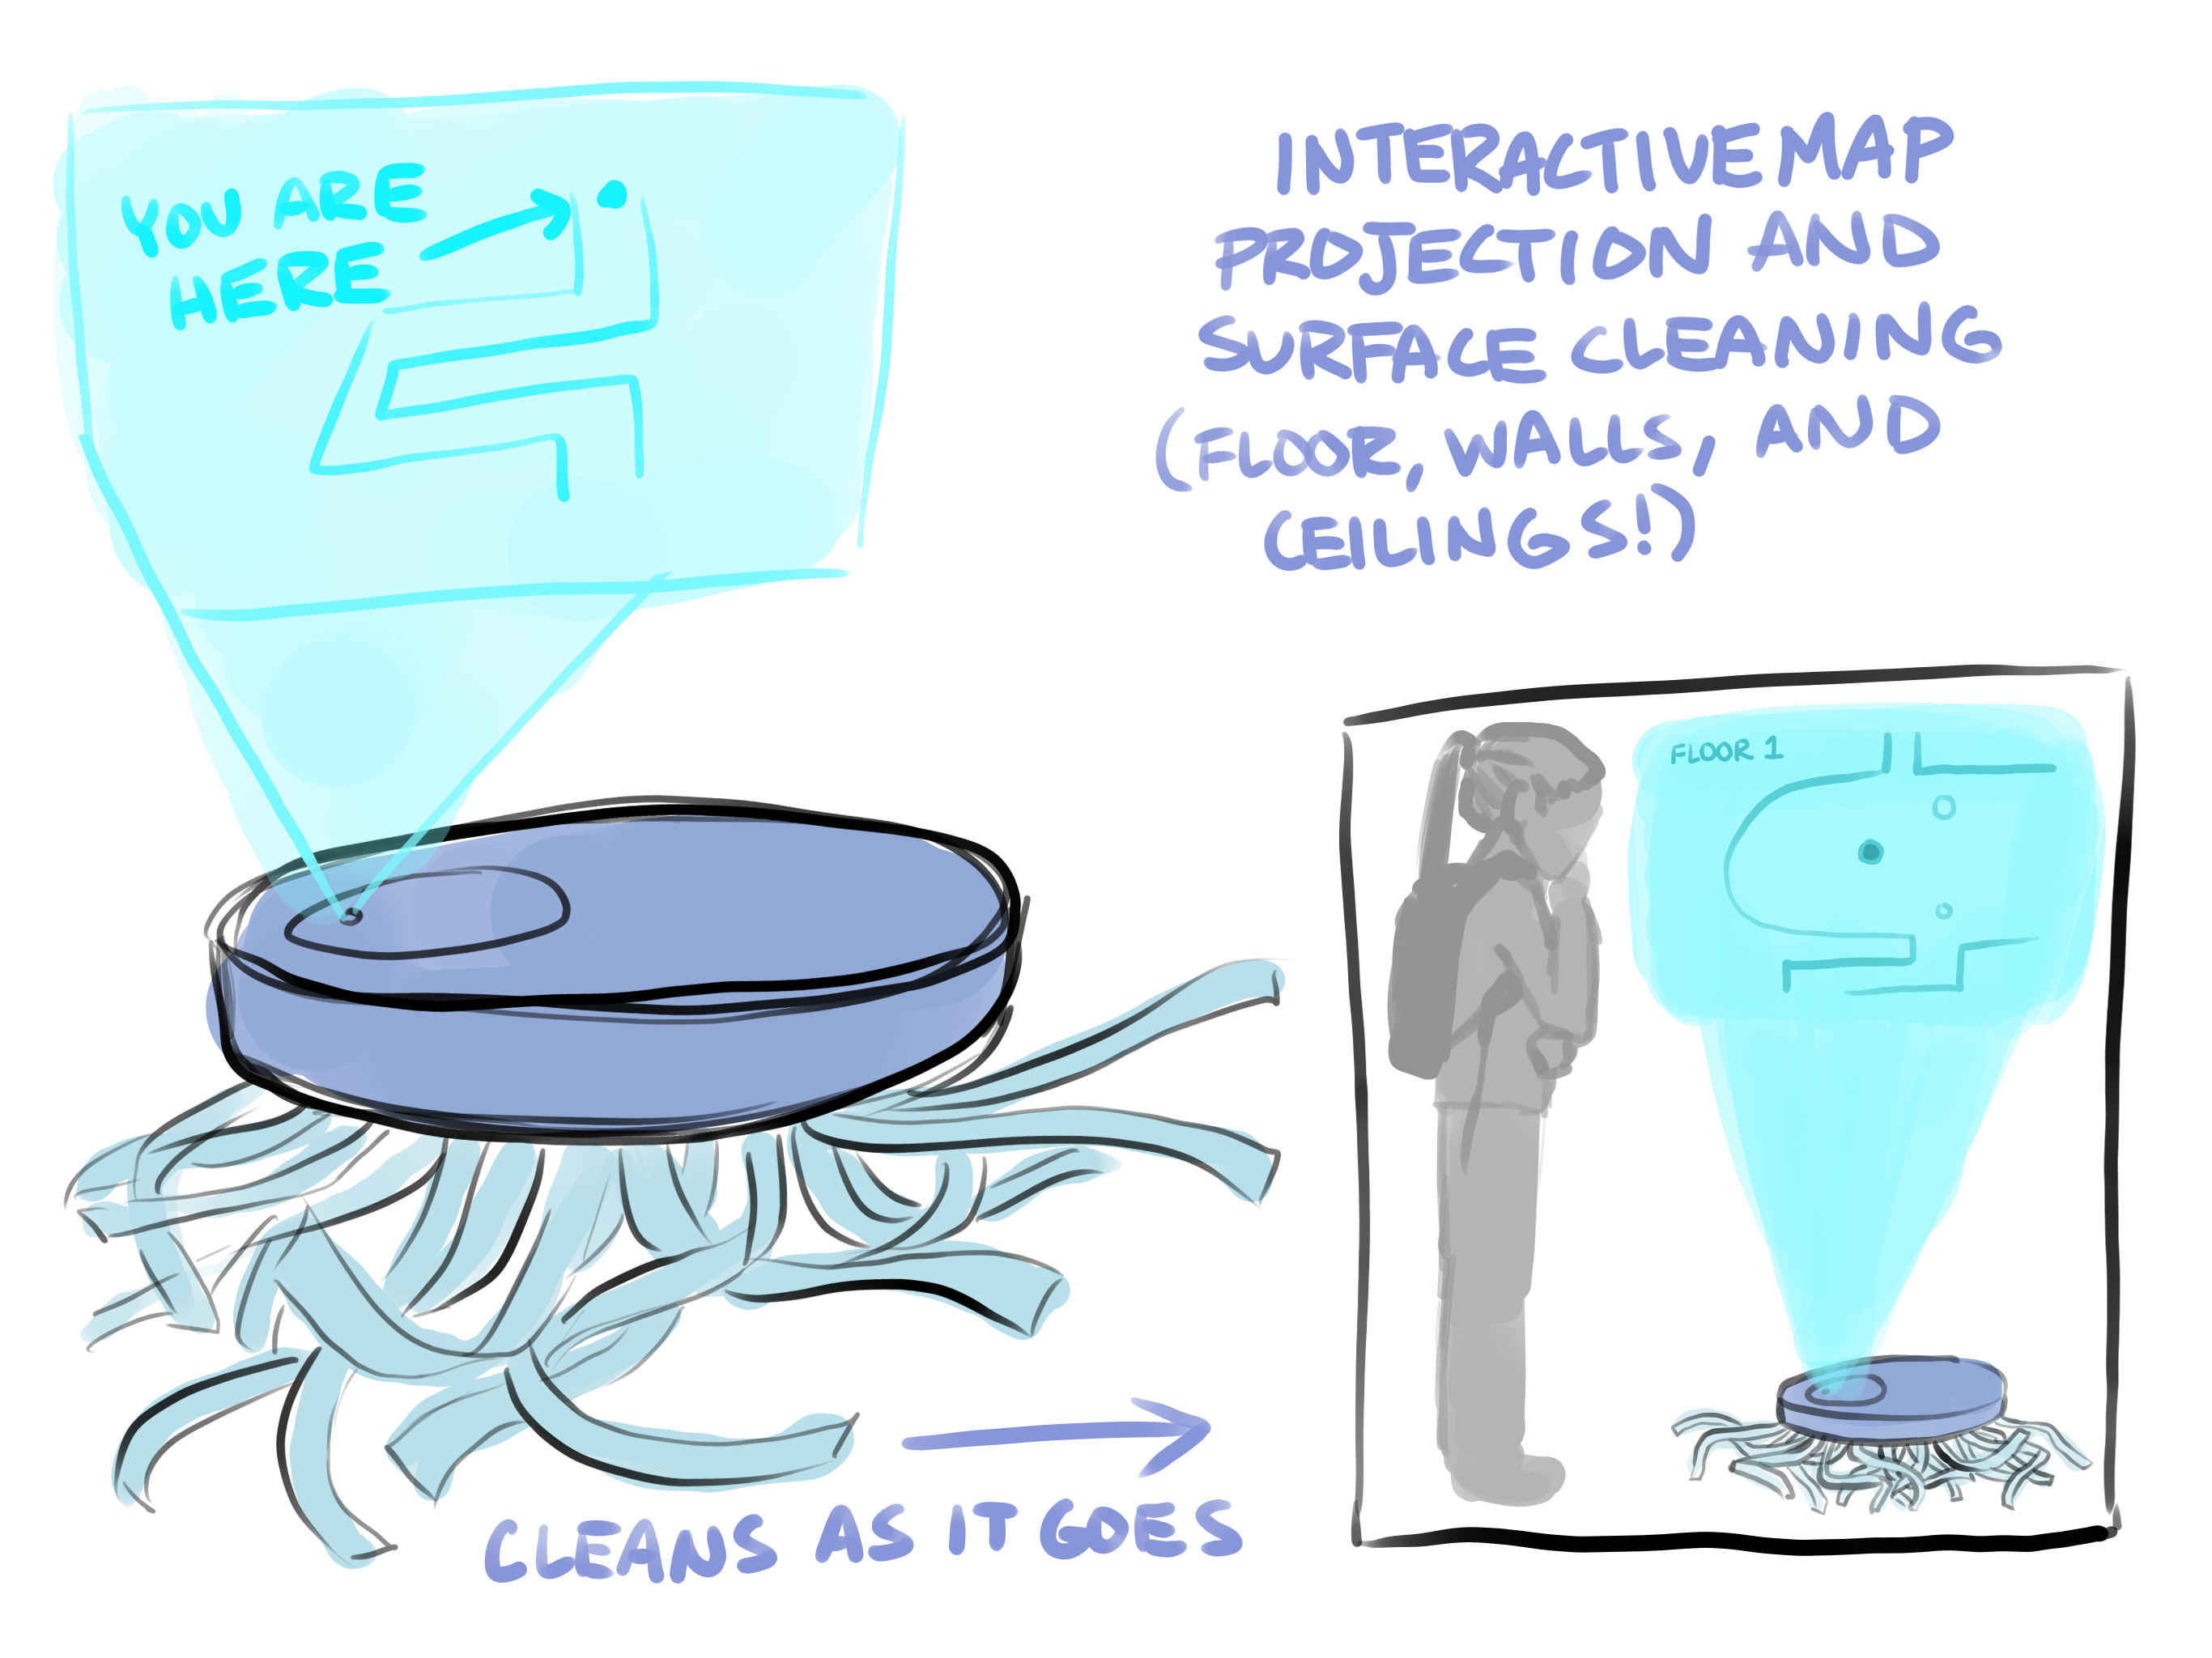 YOU ARE
HERE
INTERACTIVE MAP
PROJECTION AND
SURFACE CLEANING
(FLOOR, WALLS, AND
CEILINGS!)
FLOOR 1
CLEANS AS IT GOES